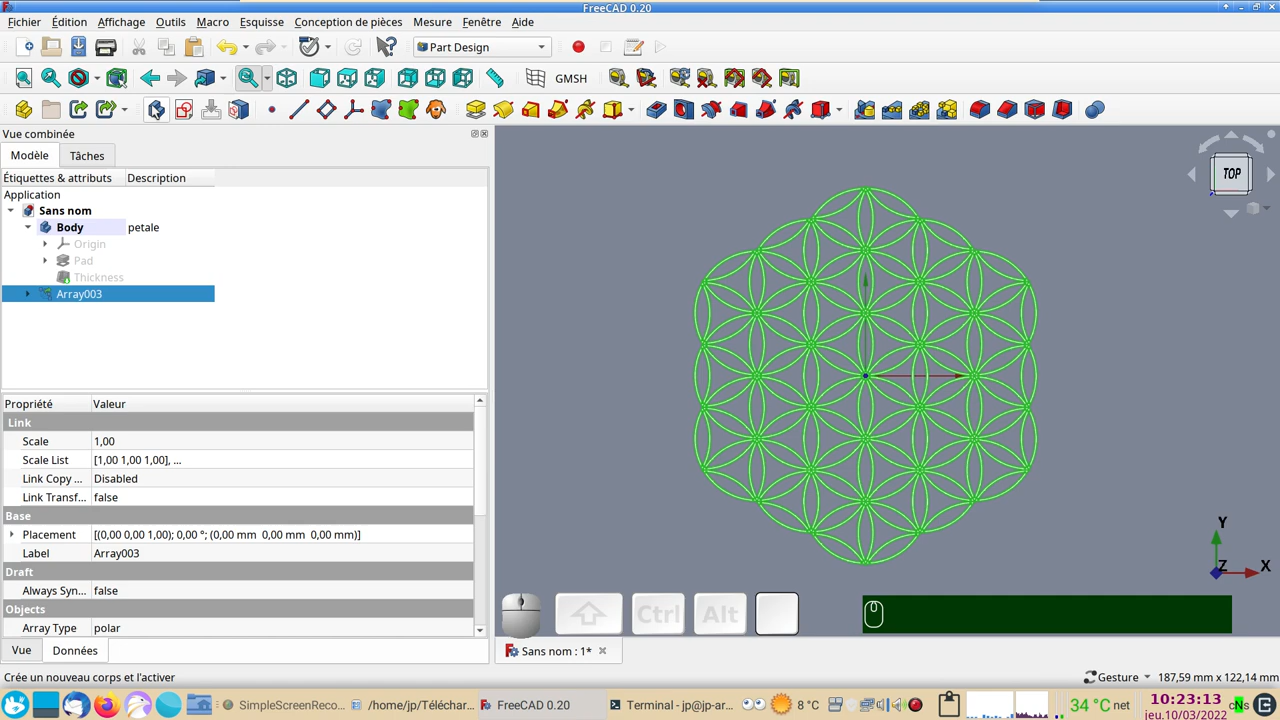 FreeCAD 0.20
Fichier Édition Affichage Outils Macro Esquisse Conception de pièces Mesure Fenêtre Aide
Part Design
GMSH
Vue combinée
Modèle Tâches
Étiquettes & attributs Description
Application
Sans nom
Body petale
Origin
Pad
Thickness
Array003
Propriété Valeur
Link
Scale 1,00
Scale List [1,00 1,00 1,00], ...
Link Copy ... Disabled
Link Transf... false
Base
Placement [(0,00 0,00 1,00); 0,00 °; (0,00 mm 0,00 mm 0,00 mm)]
Label Array003
Draft
Always Syn... false
Objects
Array Type polar
Vue Données
TOP
Y
Z X
Ctrl Alt
Sans nom : 1*
Crée un nouveau corps et l'activer
Gesture 187,59 mm x 122,14 mm
SimpleScreenReco... /home/jp/Téléchar... FreeCAD 0.20 Terminal - jp@jp-ar... 8°C 34°C net 10:23:13 cNs
jeu.10/03/2022